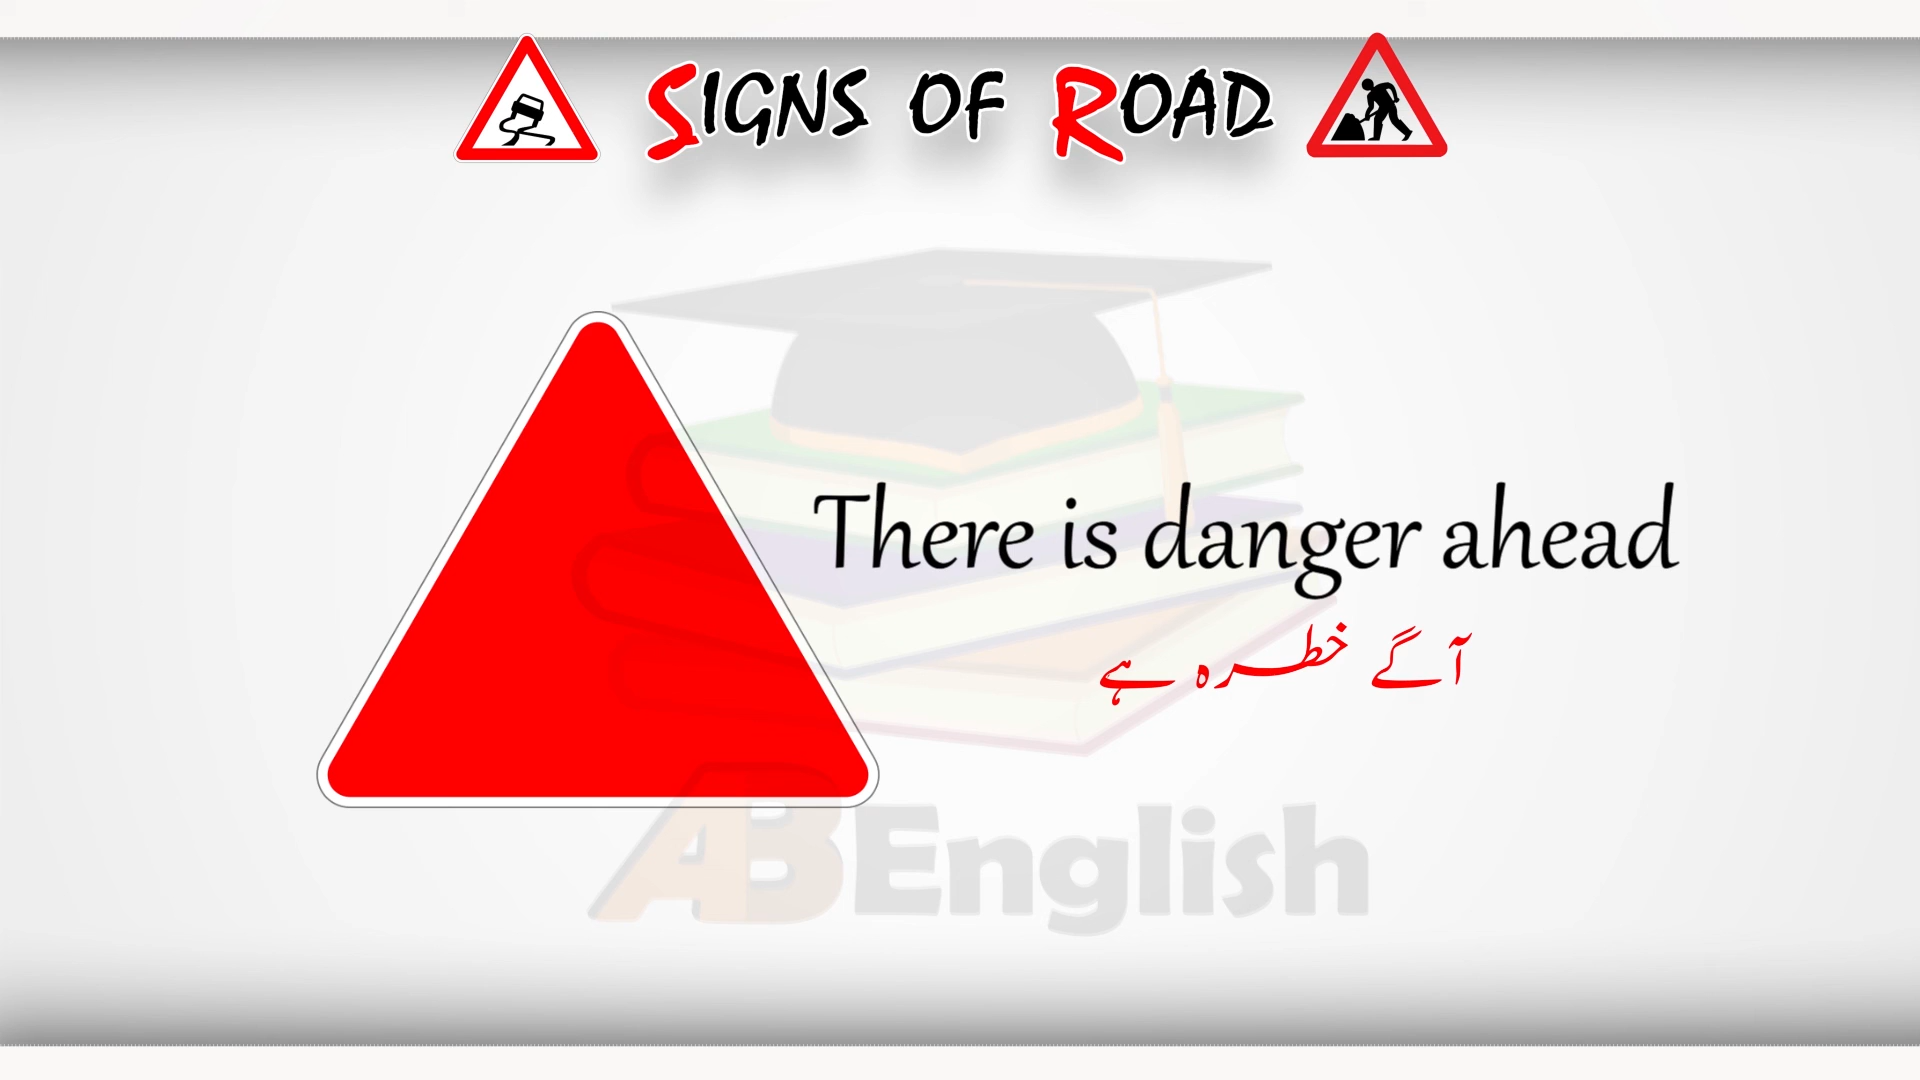 Signs of Road
There is danger ahead
آگے خطرہ ہے
ABEnglish